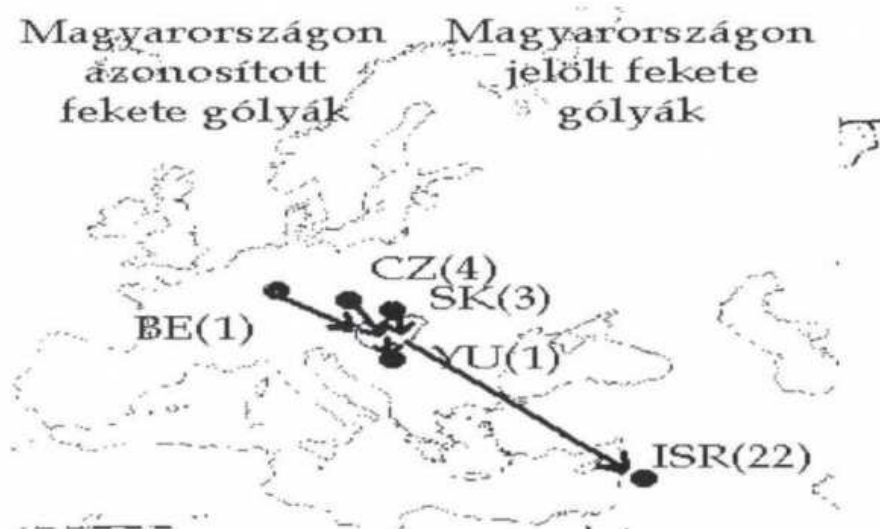 Magyarországon
azonosított
fekete gólyák
Magyarországon
jelölt fekete
gólyák
CZ(4)
SK(3)
BE(1)
YU(1)
ISR(22)